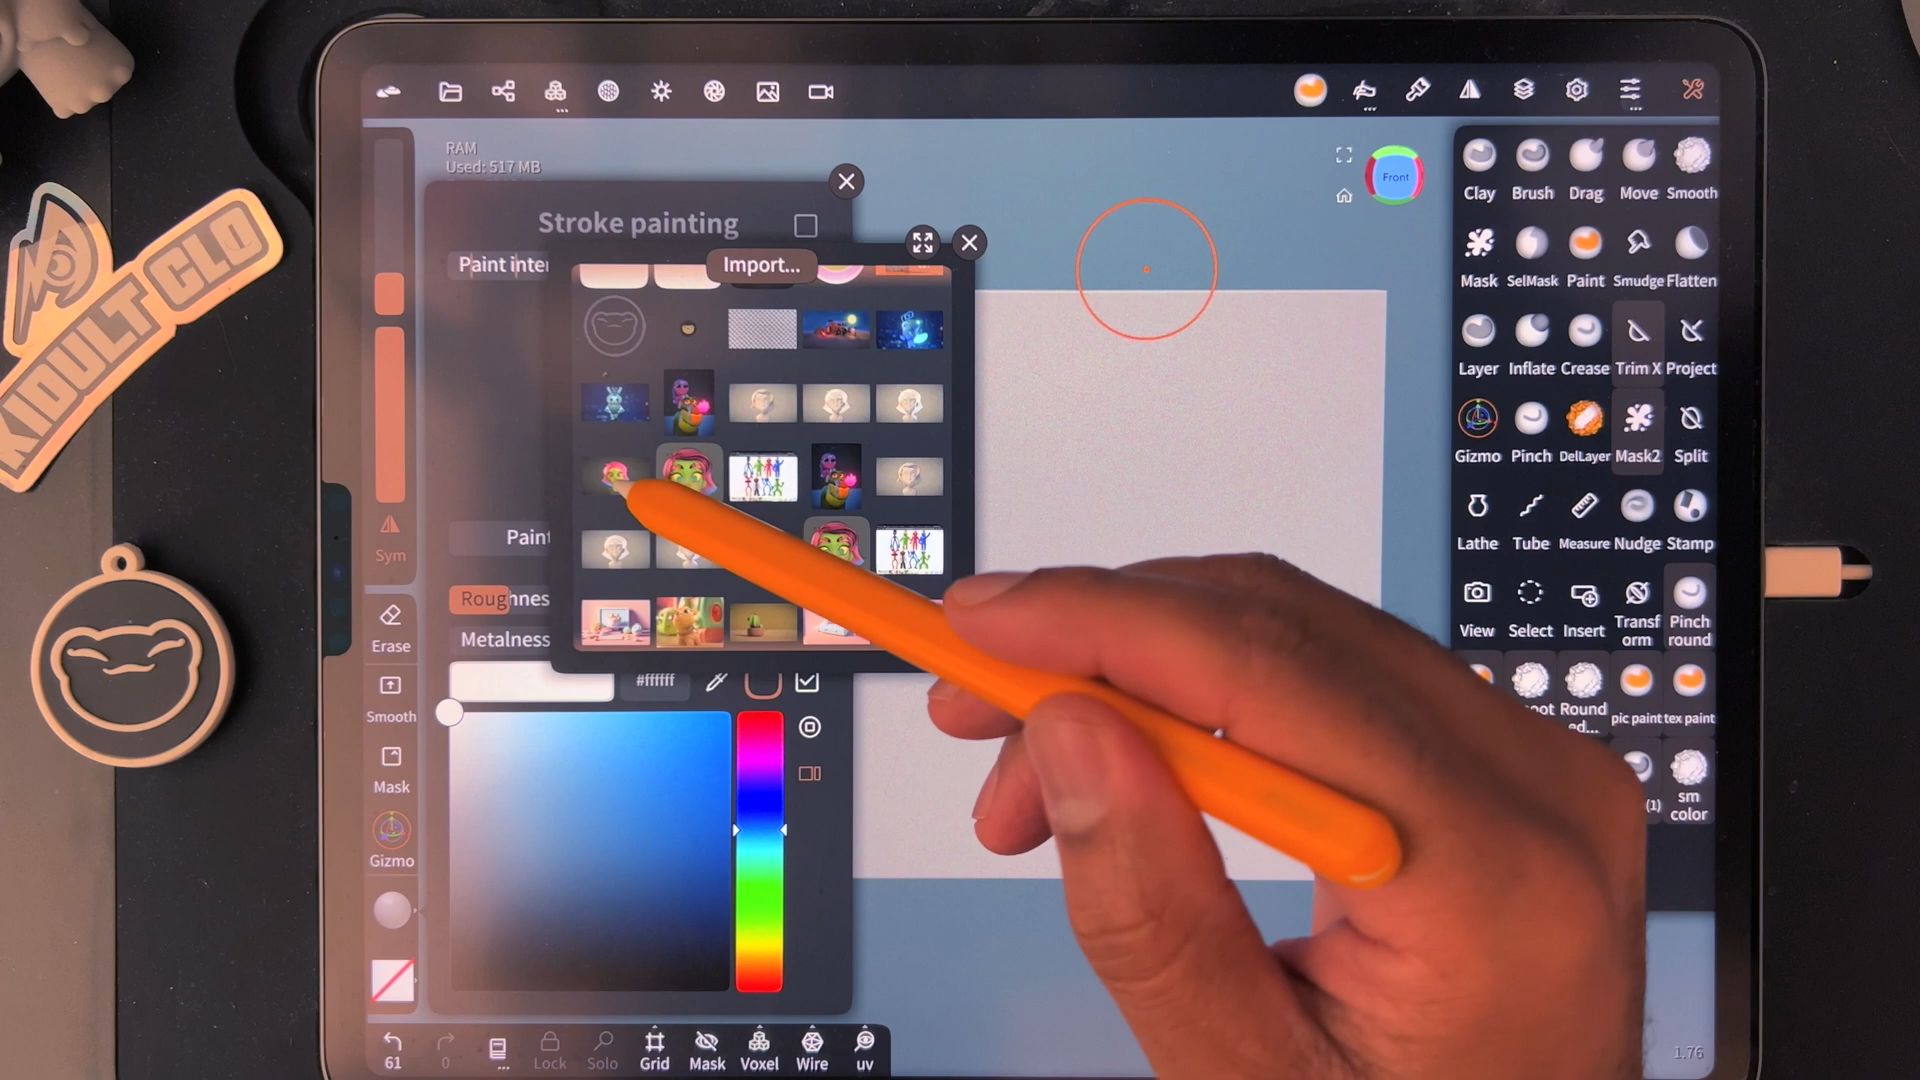 RAM
Used: 517 MB
Stroke painting
Import...
Front
Clay
Brush
Drag
Move
Smooth
Mask
SelMask
Paint
Smudge
Flatten
Layer
Inflate
Crease
Trim X
Project
Gizmo
Pinch
DelLayer
Mask2
Split
Lathe
Tube
Measure
Nudge
Stamp
View
Select
Insert
Transf
orm
Pinch
round
Round
ed...
pic paint
tex paint
(1)
sm
color
Sym
Erase
Smooth
Mask
Gizmo
Paint
Roughness
Metalness
#ffffff
KIDULT CLO
61
0
...
Lock
Solo
Grid
Mask
Voxel
Wire
uv
1.76